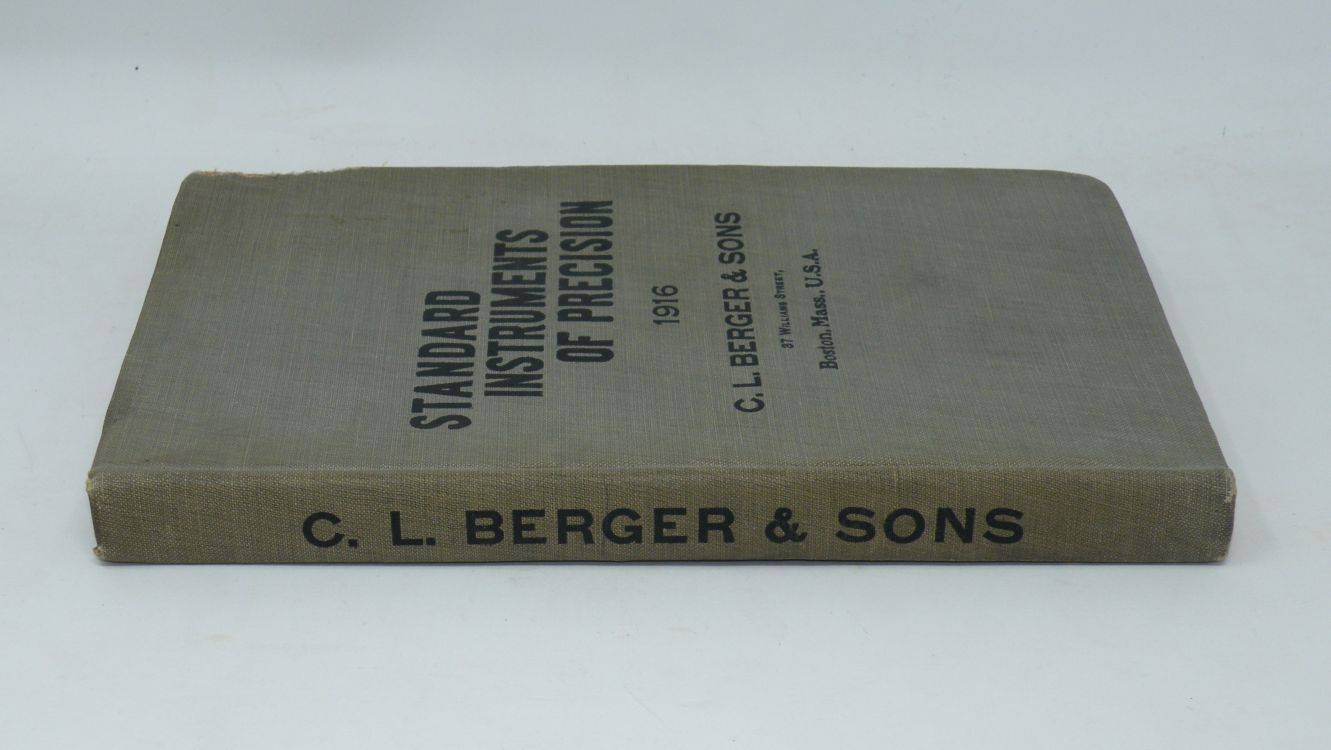 STANDARD
INSTRUMENTS
OF PRECISION
1916
C. L. BERGER & SONS
37 WILLIAMS STREET,
Boston, Mass., U.S.A.
C. L. BERGER & SONS